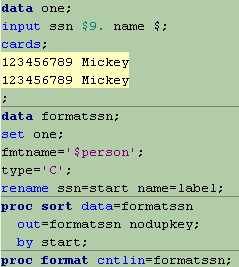 data one;
input ssn $9. name $;
cards;
123456789 Mickey
123456789 Mickey
;
data formatssn;
set one;
fmtname='$person';
type='C';
rename ssn=start name=label;
proc sort data=formatssn
out=formatssn nodupkey;
by start;
proc format cntlin=formatssn;